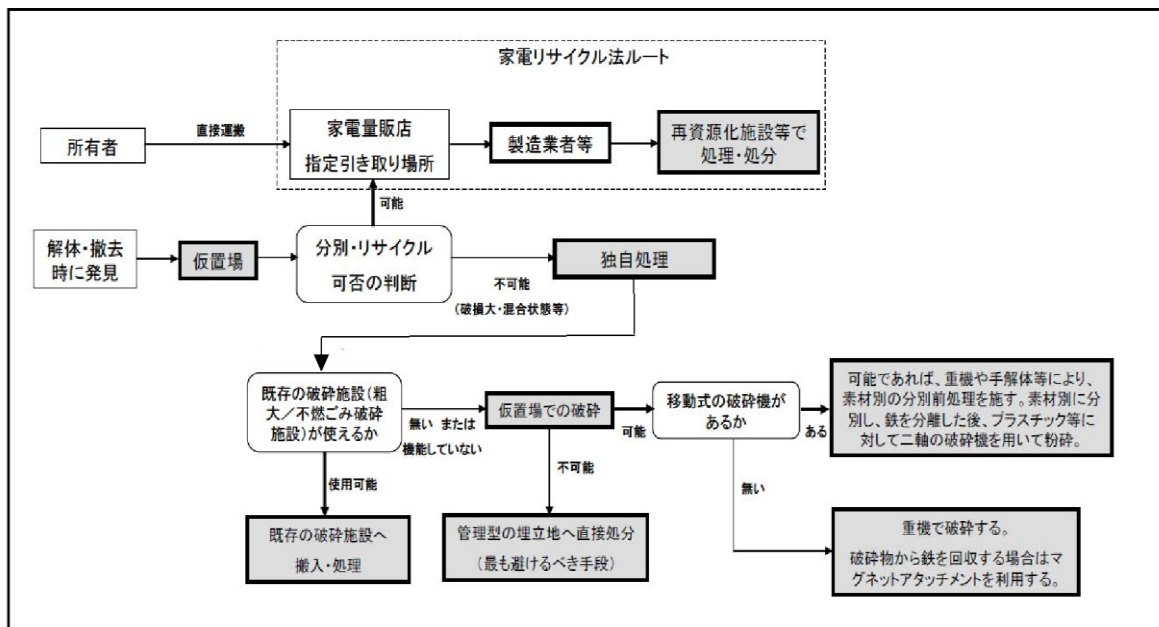 家電リサイクル法ルート
所有者
直接運搬
家電量販店
指定引き取り場所
製造業者等
再資源化施設等で
処理・処分
可能
解体・撤去
時に発見
仮置場
分別・リサイクル
可否の判断
不可能
(破損大・混合状態等)
独自処理
既存の破砕施設(粗
大／不燃ごみ破砕
施設)が使えるか
無い または
機能していない
仮置場での破砕
可能
移動式の破砕機が
あるか
ある
可能であれば、重機や手解体等により、
素材別の分別前処理を施す。素材別に分
別し、鉄を分離した後、プラスチック等に
対して二軸の破砕機を用いて粉砕。
使用可能
不可能
無い
既存の破砕施設へ
搬入・処理
管理型の埋立地へ直接処分
(最も避けるべき手段)
重機で破砕する。
破砕物から鉄を回収する場合はマ
グネットアタッチメントを利用する。